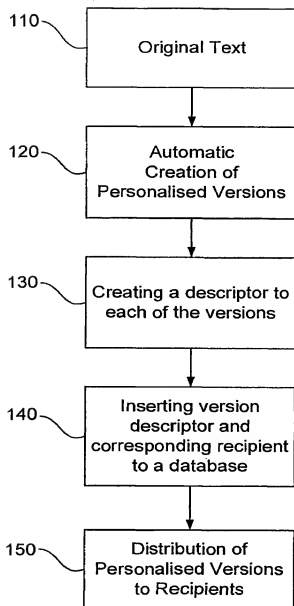 110
Original Text
120
Automatic
Creation of
Personalised Versions
130
Creating a descriptor to
each of the versions
140
Inserting version
descriptor and
corresponding recipient
to a database
150
Distribution of
Personalised Versions
to Recipients